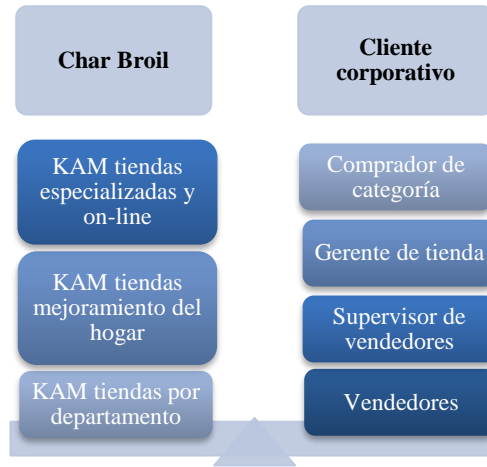 Char Broil
KAM tiendas
especializadas y
on-line
KAM tiendas
mejoramiento del
hogar
KAM tiendas por
departamento
Cliente
corporativo
Comprador de
categoría
Gerente de tienda
Supervisor de
vendedores
Vendedores